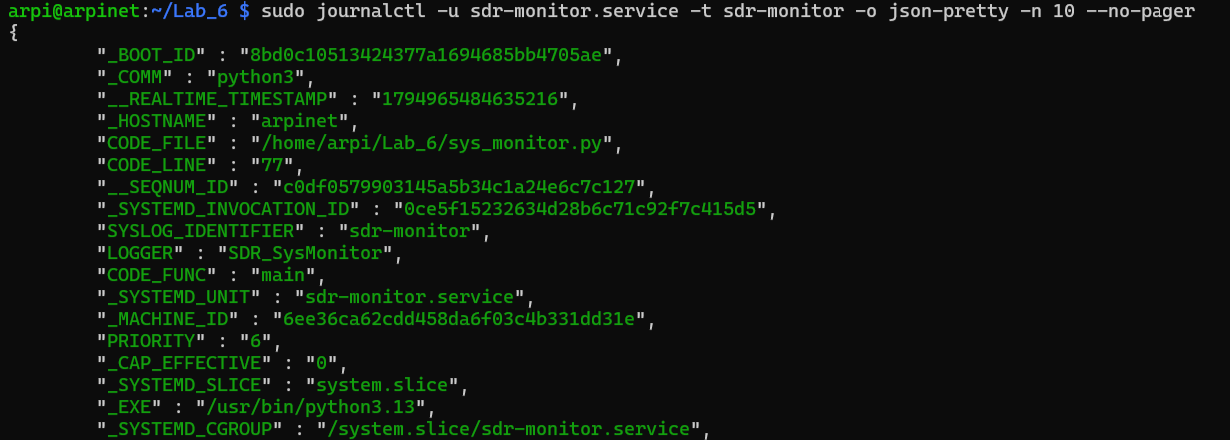 arpi@arpinet:~/Lab_6 $ sudo journalctl -u sdr-monitor.service -t sdr-monitor -o json-pretty -n 10 --no-pager
{
        "_BOOT_ID" : "8bd0c10513424377a1694685bb4705ae",
        "_COMM" : "python3",
        "__REALTIME_TIMESTAMP" : "1794965484635216",
        "_HOSTNAME" : "arpinet",
        "CODE_FILE" : "/home/arpi/Lab_6/sys_monitor.py",
        "CODE_LINE" : "77",
        "__SEQNUM_ID" : "c0df0579903145a5b34c1a24e6c7c127",
        "_SYSTEMD_INVOCATION_ID" : "0ce5f15232634d28b6c71c92f7c415d5",
        "SYSLOG_IDENTIFIER" : "sdr-monitor",
        "LOGGER" : "SDR_SysMonitor",
        "CODE_FUNC" : "main",
        "_SYSTEMD_UNIT" : "sdr-monitor.service",
        "_MACHINE_ID" : "6ee36ca62cdd458da6f03c4b331dd31e",
        "PRIORITY" : "6",
        "_CAP_EFFECTIVE" : "0",
        "_SYSTEMD_SLICE" : "system.slice",
        "_EXE" : "/usr/bin/python3.13",
        "_SYSTEMD_CGROUP" : "/system.slice/sdr-monitor.service",